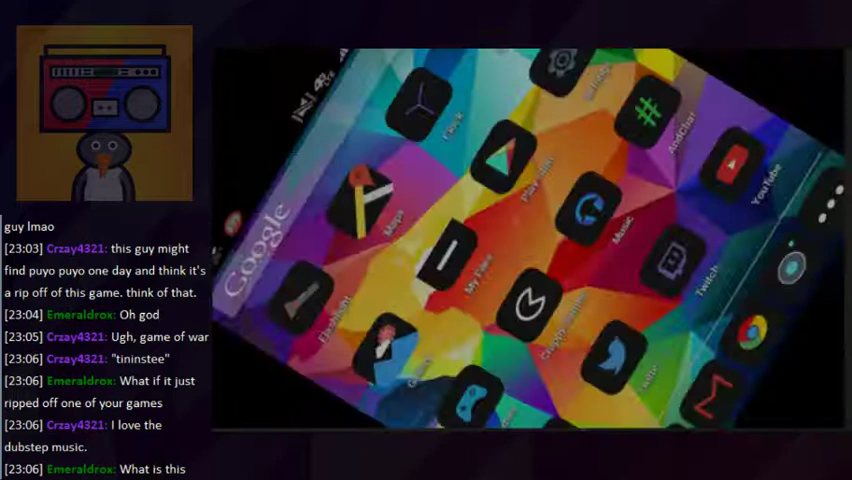 guy lmao
[23:03] Crzay4321: this guy might
find puyo puyo one day and think it's
a rip off of this game. think of that.
[23:04] Emeraldrox: Oh god
[23:05] Crzay4321: Ugh, game of war
[23:06] Crzay4321: "tininstee"
[23:06] Emeraldrox: What if it just
ripped off one of your games
[23:06] Crzay4321: I love the
dubstep music.
[23:06] Emeraldrox: What is this
Google
Clock
Maps
Play
My Files
Flashlight
AndChat
Music
YouTube
Twitch